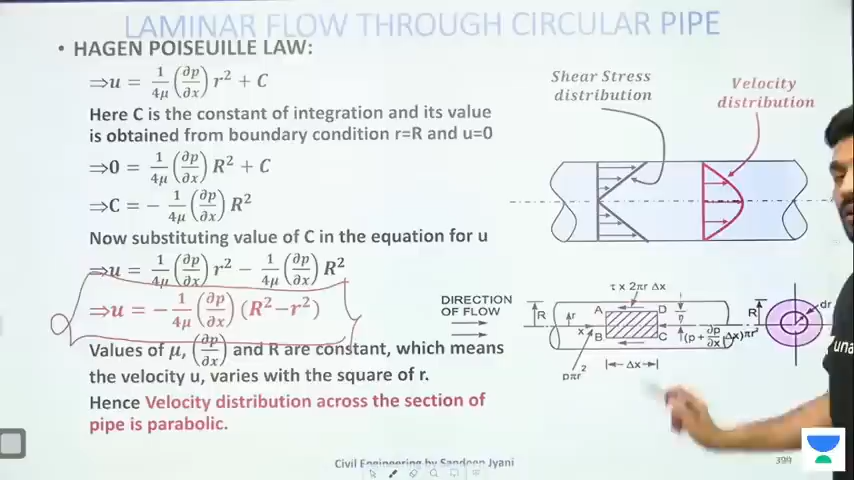 LAMINAR FLOW THROUGH CIRCULAR PIPE
• HAGEN POISEUILLE LAW:
⇒u = 1/4μ (∂p/∂x) r² + C
Here C is the constant of integration and its value
is obtained from boundary condition r=R and u=0
⇒0 = 1/4μ (∂p/∂x) R² + C
⇒C = − 1/4μ (∂p/∂x) R²
Now substituting value of C in the equation for u
⇒u = 1/4μ (∂p/∂x) r² − 1/4μ (∂p/∂x) R²
⇒u = − 1/4μ (∂p/∂x) (R²−r²)
Values of μ, (∂p/∂x) and R are constant, which means
the velocity u, varies with the square of r.
Hence Velocity distribution across the section of
pipe is parabolic.
Shear Stress
distribution
Velocity
distribution
τ x 2πr Δx
DIRECTION
OF FLOW
R
r
A
D
x
B
C
(p + ∂p/∂x Δx)πr²
pπr²
Δx
R
dr
r
una
Civil Engineering by Sandeep Jyani
399